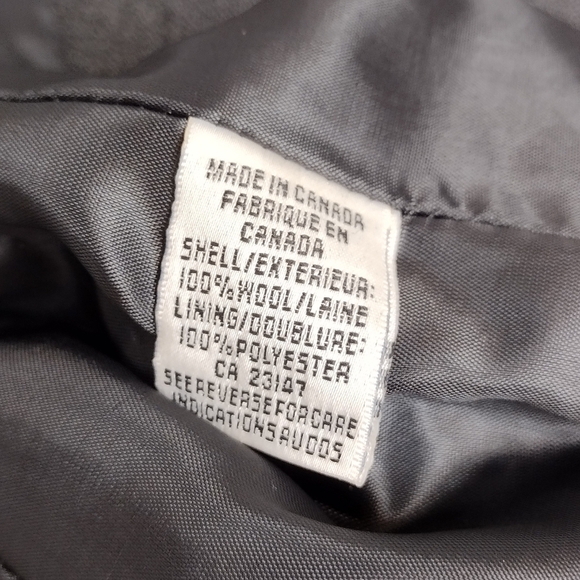 MADE IN CANADA
FABRIQUE EN
CANADA
SHELL/EXTERIEUR:
100% WOOL/LAINE
LINING/DOUBLURE:
100% POLYESTER
CA 23147
SEE REVERSE FOR CARE
INDICATIONS AU DOS